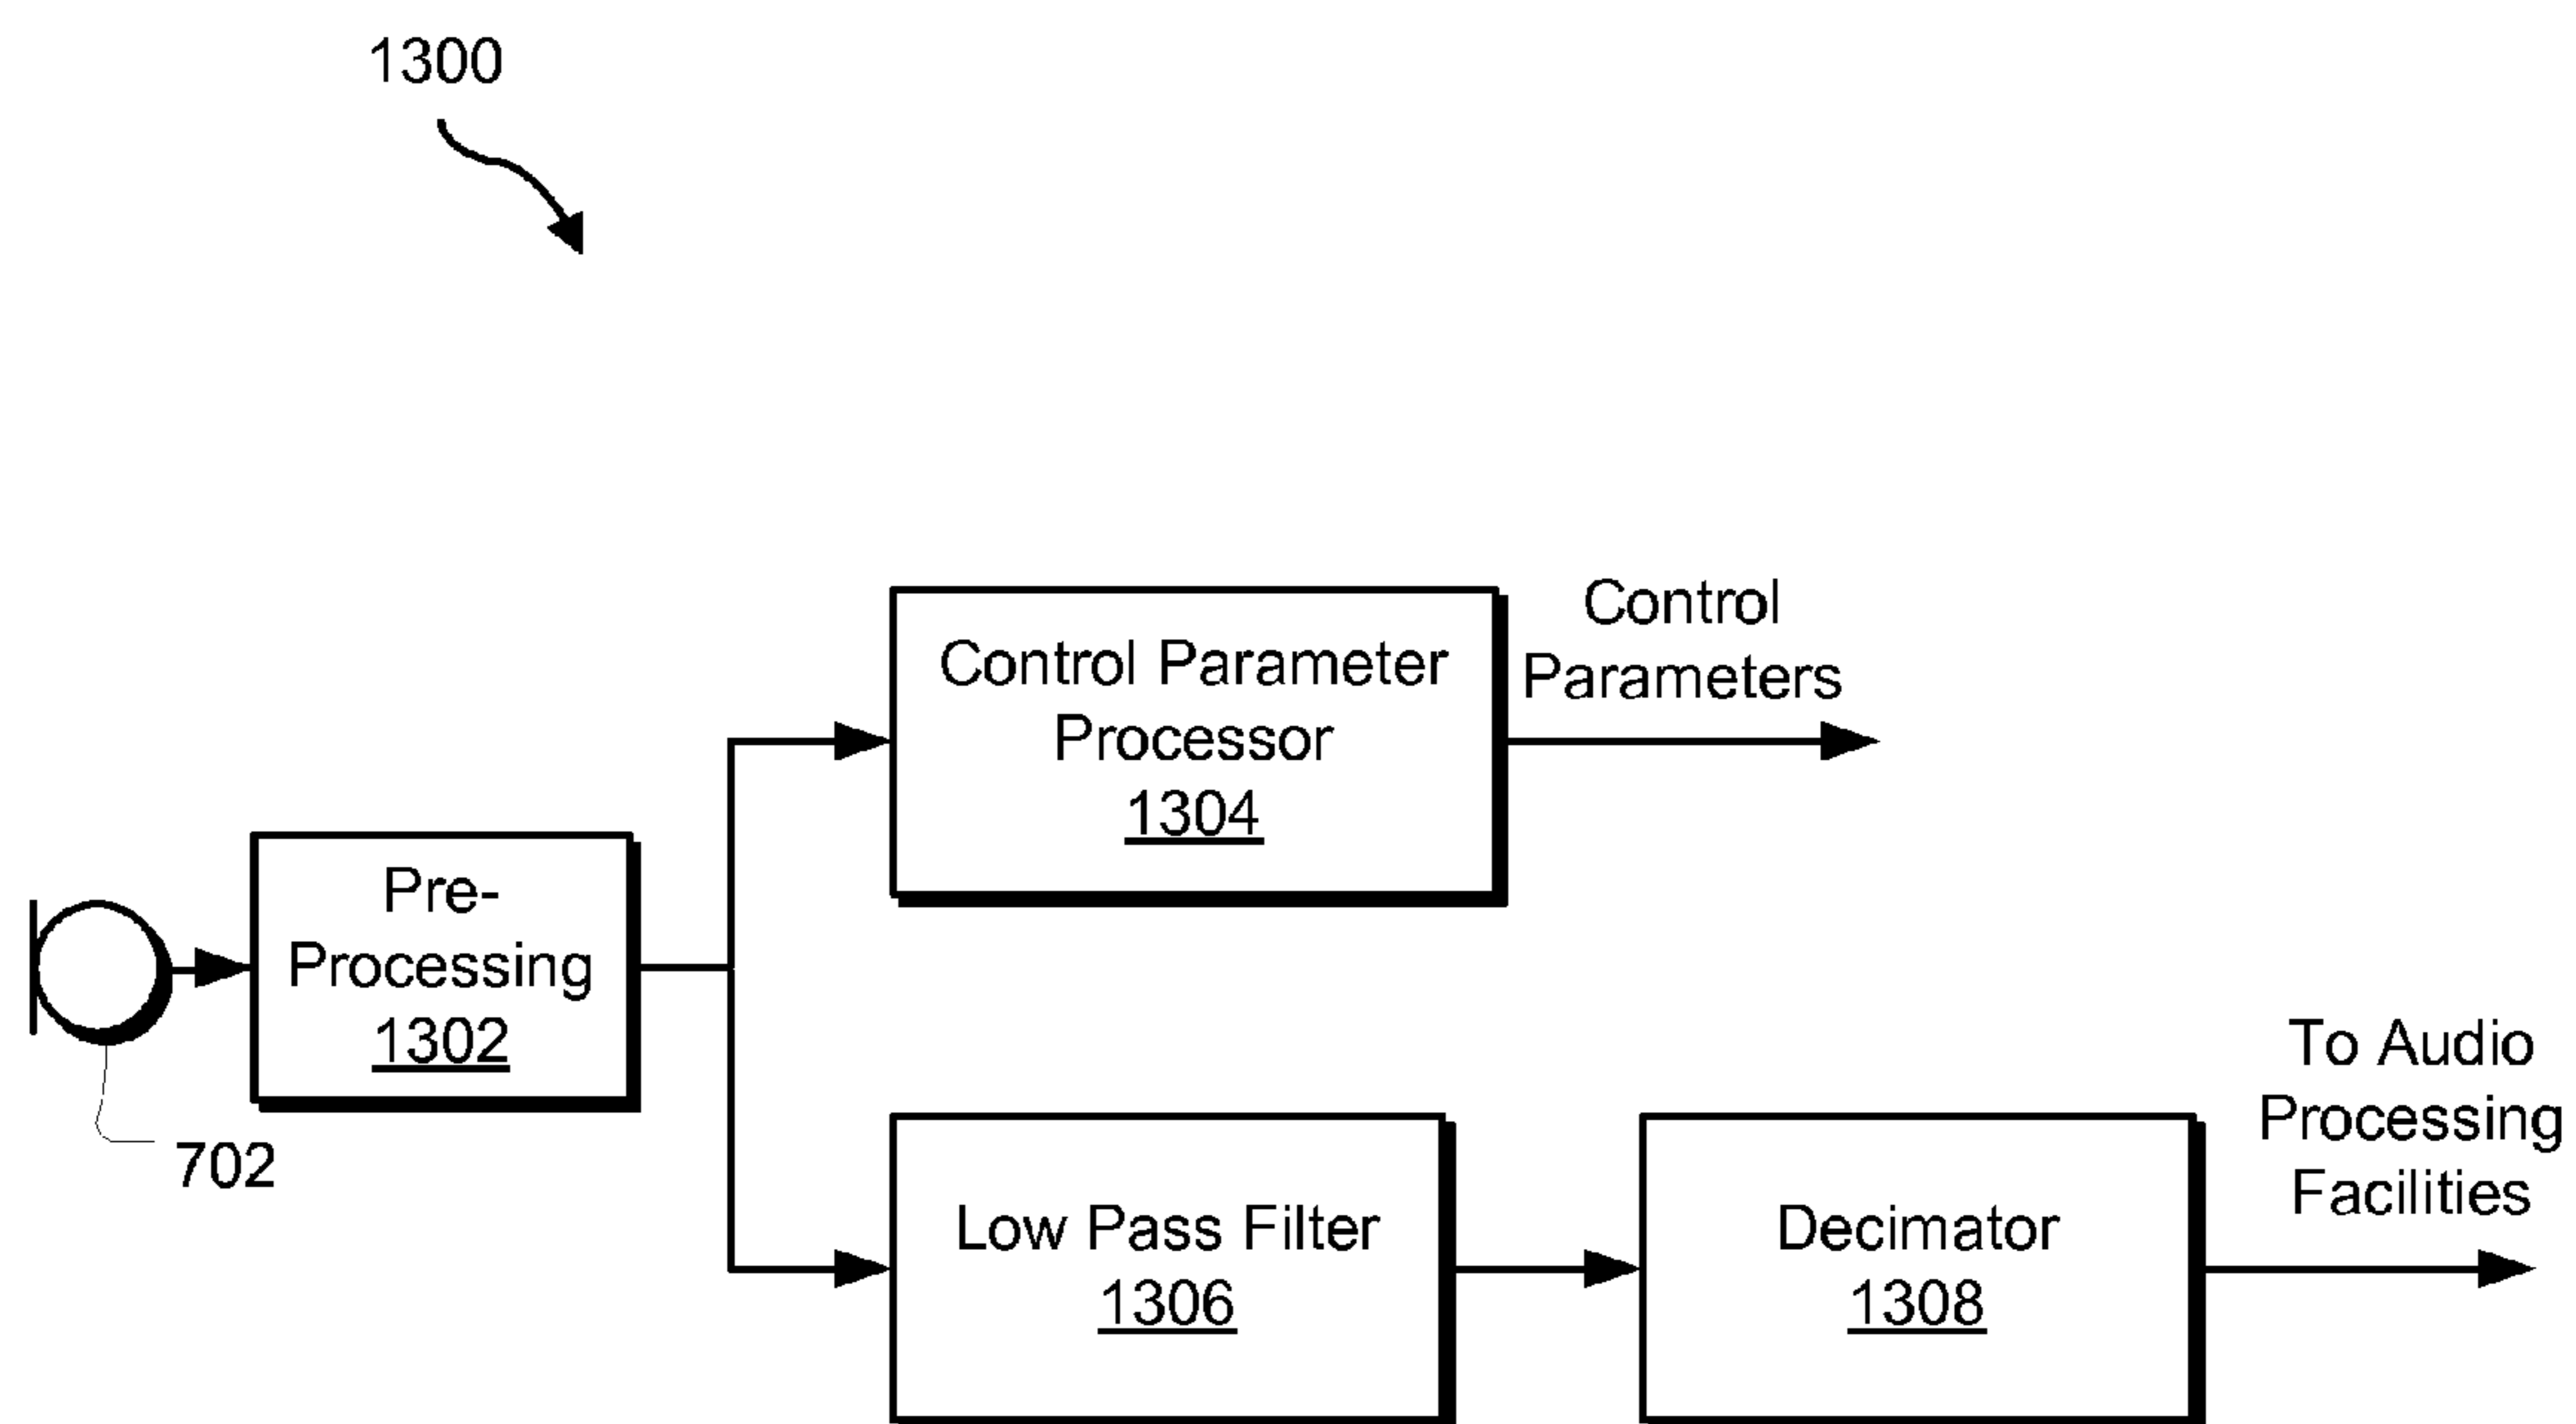 1300
Control Parameter
Processor
1304
Control
Parameters
Pre-
Processing
1302
702
Low Pass Filter
1306
Decimator
1308
To Audio
Processing
Facilities